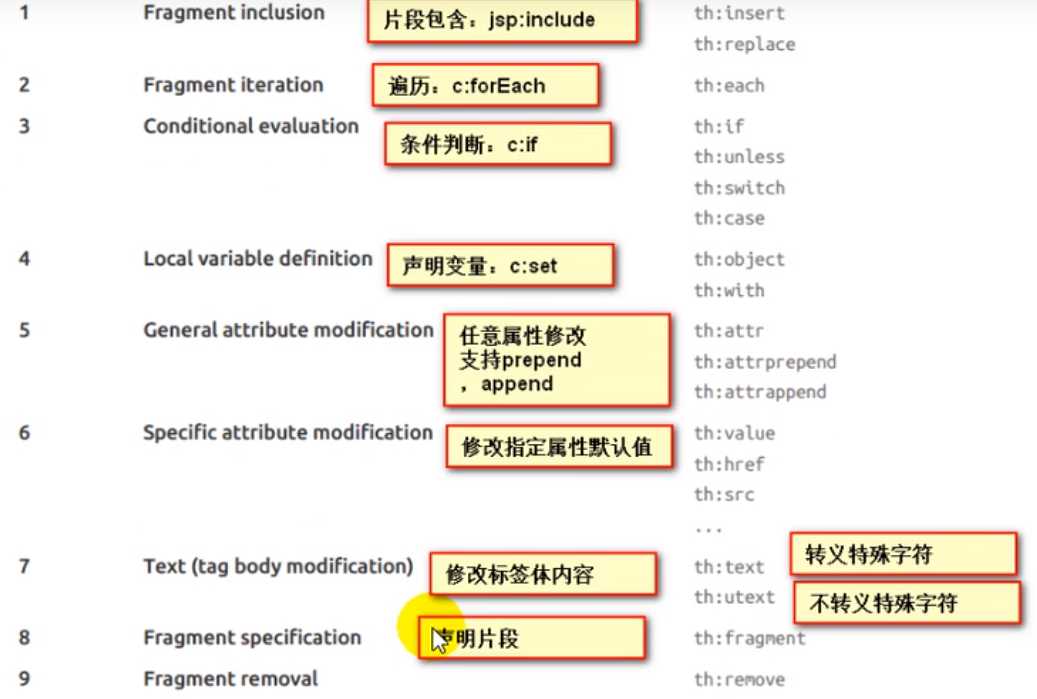 1 Fragment inclusion 片段包含：jsp:include th:insert
th:replace
2 Fragment iteration 遍历：c:forEach th:each
3 Conditional evaluation 条件判断：c:if th:if
th:unless
th:switch
th:case
4 Local variable definition 声明变量：c:set th:object
th:with
5 General attribute modification 任意属性修改 th:attr
支持prepend th:attrprepend
，append th:attrappend
6 Specific attribute modification 修改指定属性默认值 th:value
th:href
th:src
...
7 Text (tag body modification) 修改标签体内容 th:text 转义特殊字符
th:utext 不转义特殊字符
8 Fragment specification 声明片段 th:fragment
9 Fragment removal th:remove